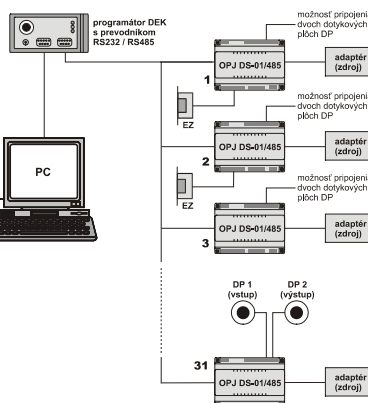 programátor DEK
s prevodníkom
RS232 / RS485
PC
možnosť pripojenia
dvoch dotykových
plôch DP
OPJ DS-01/485
adaptér
(zdroj)
1
EZ
možnosť pripojenia
dvoch dotykových
plôch DP
OPJ DS-01/485
adaptér
(zdroj)
2
EZ
možnosť pripojenia
dvoch dotykových
plôch DP
OPJ DS-01/485
adaptér
(zdroj)
3
DP 1
(vstup)
DP 2
(výstup)
31
OPJ DS-01/485
adaptér
(zdroj)